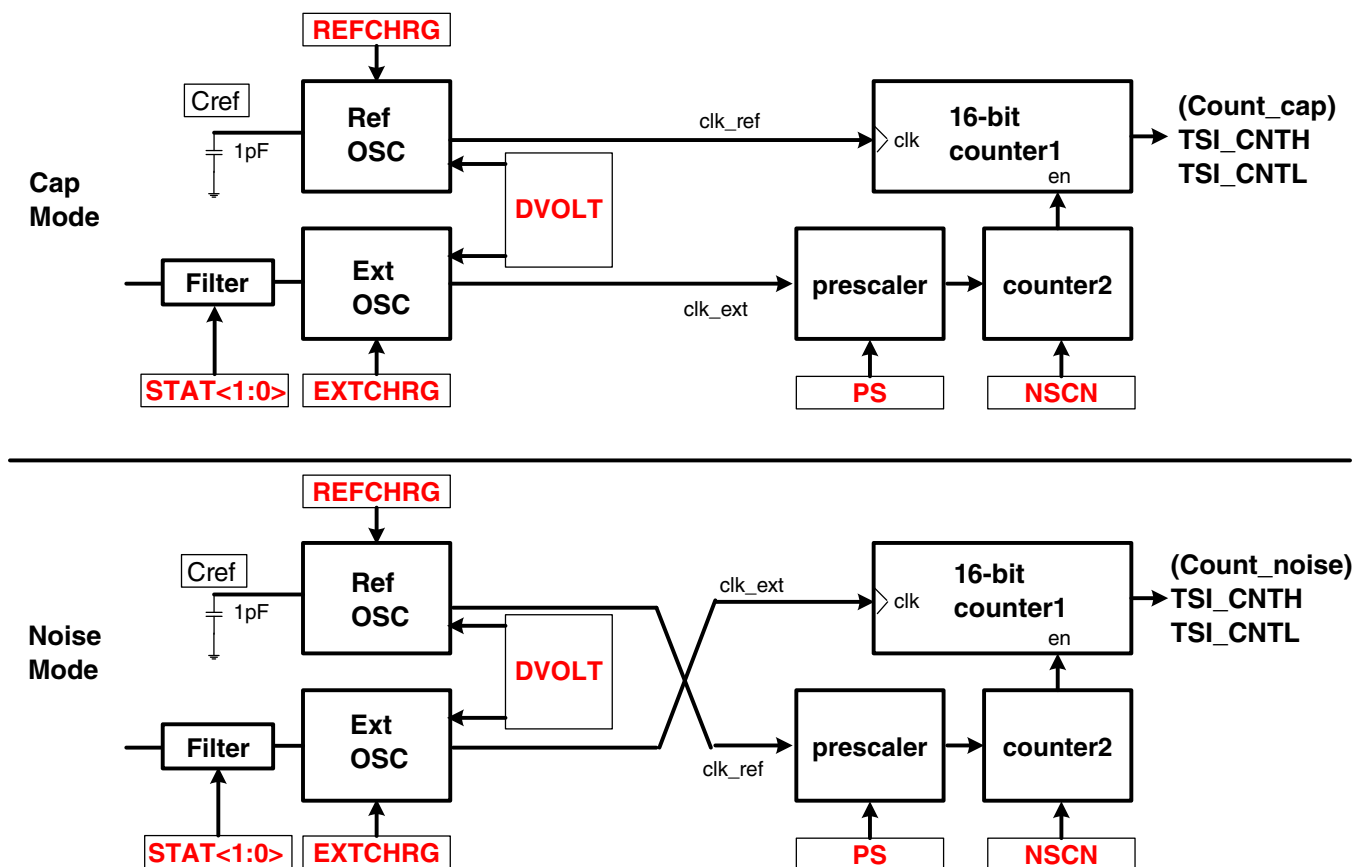 REFCHRG
Cref
1pF
Ref
OSC
clk_ref
clk
16-bit
counter1
en
(Count_cap)
TSI_CNTH
TSI_CNTL
Cap
Mode
DVOLT
Filter
Ext
OSC
clk_ext
prescaler
counter2
STAT<1:0>
EXTCHRG
PS
NSCN
REFCHRG
Cref
1pF
Ref
OSC
clk_ext
clk
16-bit
counter1
en
(Count_noise)
TSI_CNTH
TSI_CNTL
Noise
Mode
DVOLT
Filter
Ext
OSC
clk_ref
prescaler
counter2
STAT<1:0>
EXTCHRG
PS
NSCN